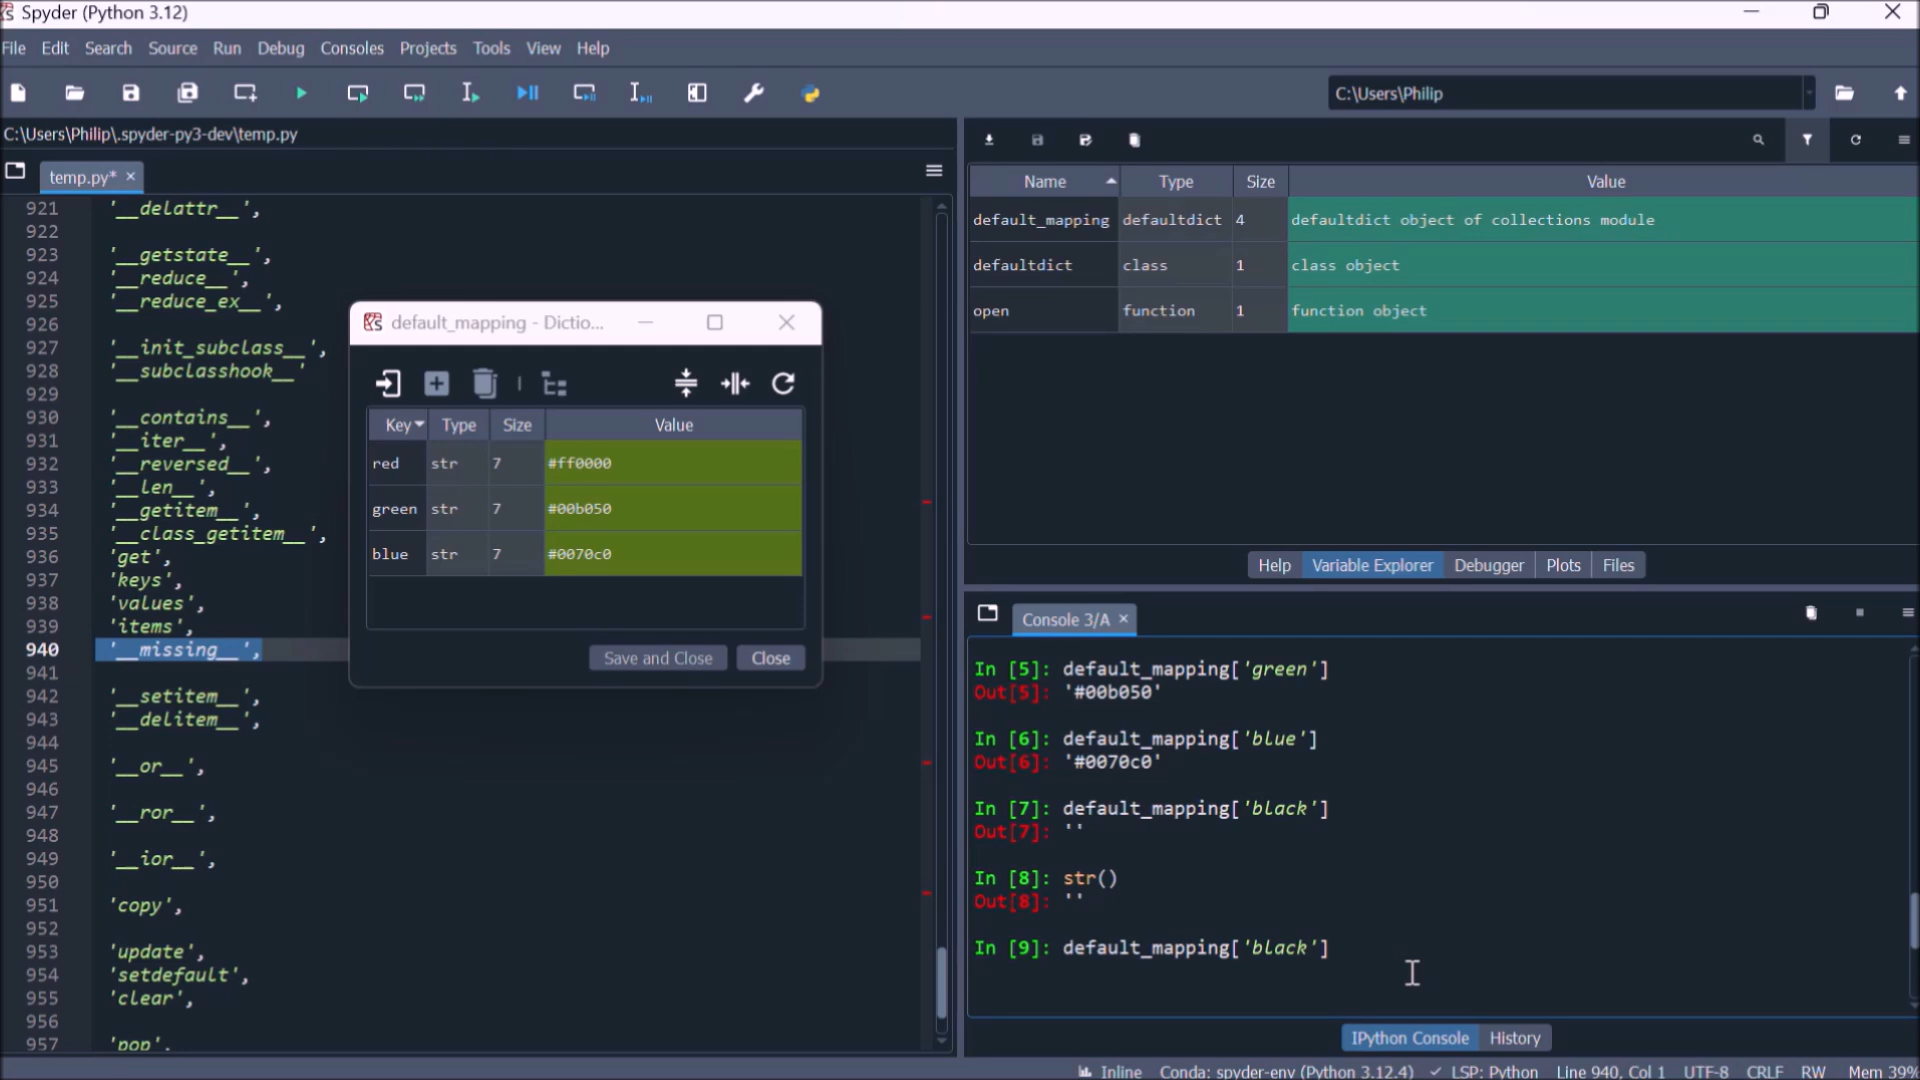 Spyder (Python 3.12)
File Edit Search Source Run Debug Consoles Projects Tools View Help
C:\Users\Philip
C:\Users\Philip\.spyder-py3-dev\temp.py
temp.py*
921 '__delattr__',
922
923 '__getstate__',
924 '__reduce__',
925 '__reduce_ex__',
926
927 '__init_subclass__',
928 '__subclasshook__'
929
930 '__contains__',
931 '__iter__',
932 '__reversed__',
933 '__len__',
934 '__getitem__',
935 '__class_getitem__',
936 'get',
937 'keys',
938 'values',
939 'items',
940 '__missing__',
941
942 '__setitem__',
943 '__delitem__',
944
945 '__or__',
946
947 '__ror__',
948
949 '__ior__',
950
951 'copy',
952
953 'update',
954 'setdefault',
955 'clear',
956
957 'pop',
default_mapping - Dictio...
Key Type Size Value
red str 7 #ff0000
green str 7 #00b050
blue str 7 #0070c0
Save and Close Close
Name Type Size Value
default_mapping defaultdict 4 defaultdict object of collections module
defaultdict class 1 class object
open function 1 function object
Help Variable Explorer Debugger Plots Files
Console 3/A
In [5]: default_mapping['green']
Out[5]: '#00b050'
In [6]: default_mapping['blue']
Out[6]: '#0070c0'
In [7]: default_mapping['black']
Out[7]: ''
In [8]: str()
Out[8]: ''
In [9]: default_mapping['black']
IPython Console History
Inline Conda: spyder-env (Python 3.12.4) LSP: Python Line 940, Col 1 UTF-8 CRLF RW Mem 39%